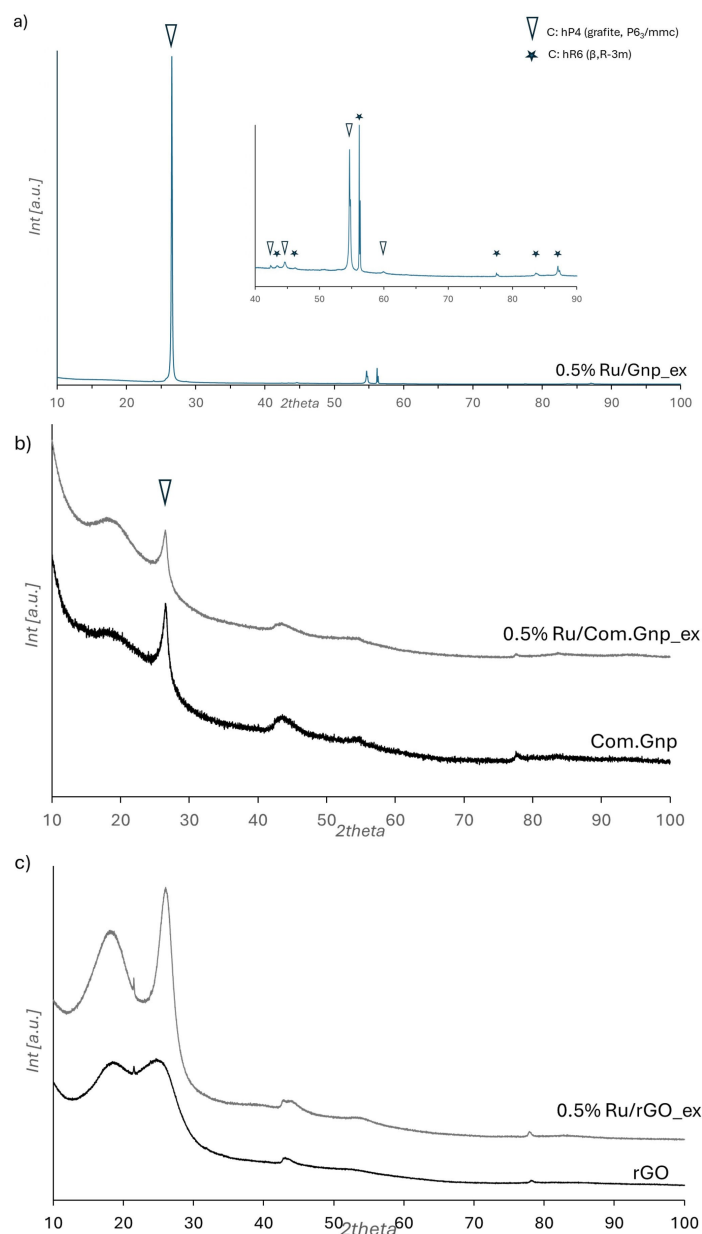 a)
C: hP4 (grafite, P6₃/mmc)
C: hR6 (β,R-3m)
Int [a.u.]
40 50 60 70 80 90
0.5% Ru/Gnp_ex
10 20 30 40 2theta 50 60 70 80 90 100
b)
Int [a.u.]
0.5% Ru/Com.Gnp_ex
Com.Gnp
10 20 30 40 50 60 70 80 90 100
2theta
c)
Int [a.u.]
0.5% Ru/rGO_ex
rGO
10 20 30 40 50 60 70 80 90 100
2theta